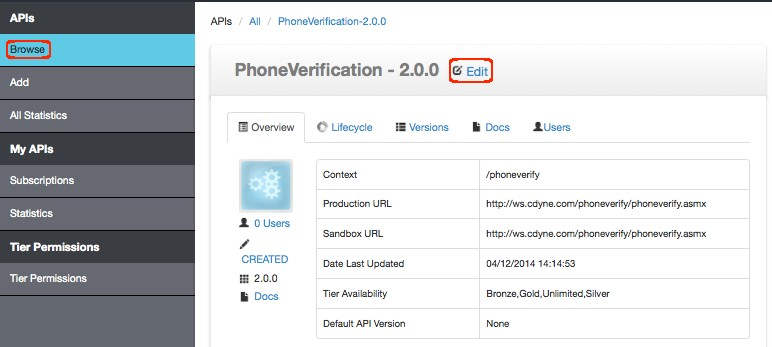 APIs
Browse
Add
All Statistics
My APIs
Subscriptions
Statistics
Tier Permissions
Tier Permissions
APIs / All / PhoneVerification-2.0.0
PhoneVerification - 2.0.0 Edit
Overview Lifecycle Versions Docs Users
0 Users
CREATED
2.0.0
Docs
Context /phoneverify
Production URL http://ws.cdyne.com/phoneverify/phoneverify.asmx
Sandbox URL http://ws.cdyne.com/phoneverify/phoneverify.asmx
Date Last Updated 04/12/2014 14:14:53
Tier Availability Bronze,Gold,Unlimited,Silver
Default API Version None